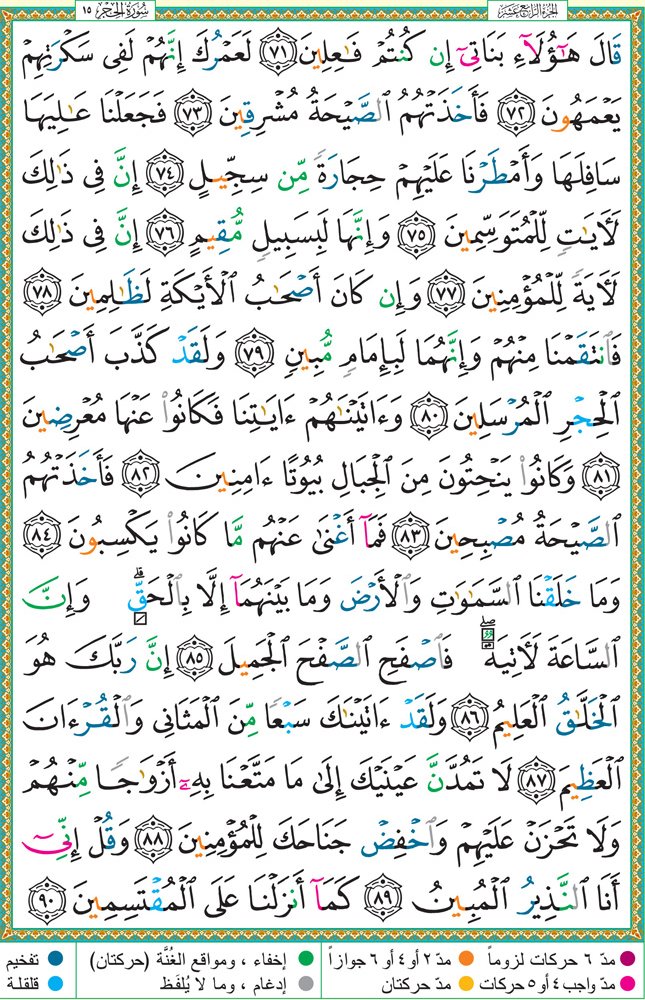 الجزء الرابع عشر
سورة الحجر ١٥
قَالَ هَٰٓؤُلَآءِ بَنَاتِىٓ إِن كُنتُمْ فَٰعِلِينَ ٧١ لَعَمْرُكَ إِنَّهُمْ لَفِى سَكْرَتِهِمْ
يَعْمَهُونَ ٧٢ فَأَخَذَتْهُمُ ٱلصَّيْحَةُ مُشْرِقِينَ ٧٣ فَجَعَلْنَا عَٰلِيَهَا
سَافِلَهَا وَأَمْطَرْنَا عَلَيْهِمْ حِجَارَةً مِّن سِجِّيلٍ ٧٤ إِنَّ فِى ذَٰلِكَ
لَـَٔايَٰتٍ لِّلْمُتَوَسِّمِينَ ٧٥ وَإِنَّهَا لَبِسَبِيلٍ مُّقِيمٍ ٧٦ إِنَّ فِى ذَٰلِكَ
لَـَٔايَةً لِّلْمُؤْمِنِينَ ٧٧ وَإِن كَانَ أَصْحَٰبُ ٱلْأَيْكَةِ لَظَٰلِمِينَ ٧٨
فَٱنتَقَمْنَا مِنْهُمْ وَإِنَّهُمَا لَبِإِمَامٍ مُّبِينٍ ٧٩ وَلَقَدْ كَذَّبَ أَصْحَٰبُ
ٱلْحِجْرِ ٱلْمُرْسَلِينَ ٨٠ وَءَاتَيْنَٰهُمْ ءَايَٰتِنَا فَكَانُوا۟ عَنْهَا مُعْرِضِينَ
٨١ وَكَانُوا۟ يَنْحِتُونَ مِنَ ٱلْجِبَالِ بُيُوتًا ءَامِنِينَ ٨٢ فَأَخَذَتْهُمُ
ٱلصَّيْحَةُ مُصْبِحِينَ ٨٣ فَمَآ أَغْنَىٰ عَنْهُم مَّا كَانُوا۟ يَكْسِبُونَ ٨٤
وَمَا خَلَقْنَا ٱلسَّمَٰوَٰتِ وَٱلْأَرْضَ وَمَا بَيْنَهُمَآ إِلَّا بِٱلْحَقِّ ۗ وَإِنَّ
ٱلسَّاعَةَ لَـَٔاتِيَةٌ ۖ فَٱصْفَحِ ٱلصَّفْحَ ٱلْجَمِيلَ ٨٥ إِنَّ رَبَّكَ هُوَ
ٱلْخَلَّٰقُ ٱلْعَلِيمُ ٨٦ وَلَقَدْ ءَاتَيْنَٰكَ سَبْعًا مِّنَ ٱلْمَثَانِى وَٱلْقُرْءَانَ
ٱلْعَظِيمَ ٨٧ لَا تَمُدَّنَّ عَيْنَيْكَ إِلَىٰ مَا مَتَّعْنَا بِهِۦٓ أَزْوَٰجًا مِّنْهُمْ
وَلَا تَحْزَنْ عَلَيْهِمْ وَٱخْفِضْ جَنَاحَكَ لِلْمُؤْمِنِينَ ٨٨ وَقُلْ إِنِّىٓ
أَنَا ٱلنَّذِيرُ ٱلْمُبِينُ ٨٩ كَمَآ أَنزَلْنَا عَلَى ٱلْمُقْتَسِمِينَ ٩٠
مدّ ٦ حركات لزوماً مدّ ٢ أو ٤ أو ٦ جوازاً إخفاء ، ومواقع الغُنَّة (حركتان) تفخيم
مدّ واجب ٤ أو ٥ حركات مدّ حركتان إدغام ، وما لا يُلفَظ قلقلة